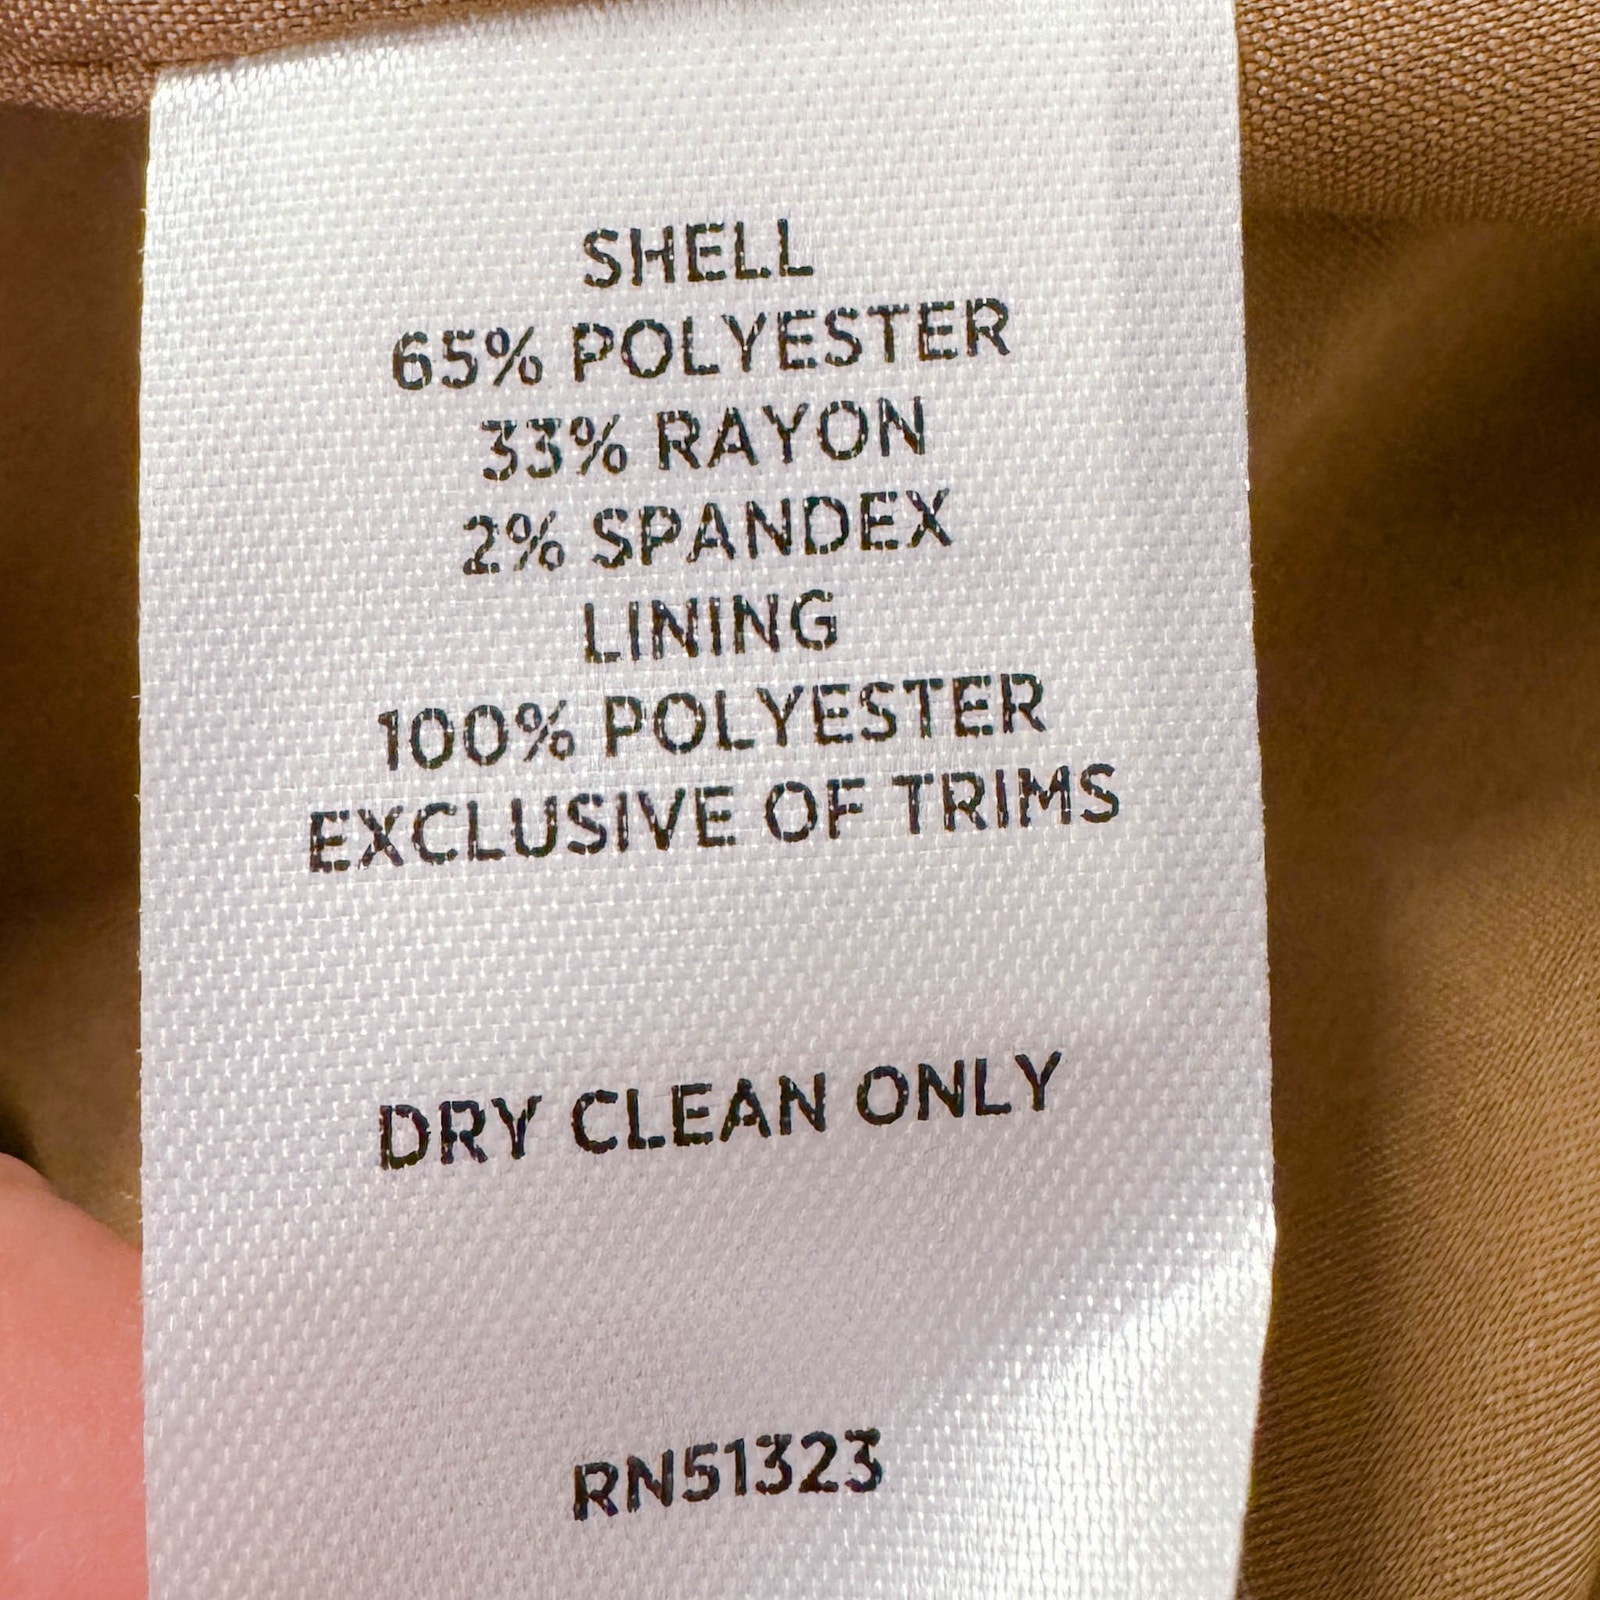 SHELL
65% POLYESTER
33% RAYON
2% SPANDEX
LINING
100% POLYESTER
EXCLUSIVE OF TRIMS
DRY CLEAN ONLY
RN51323